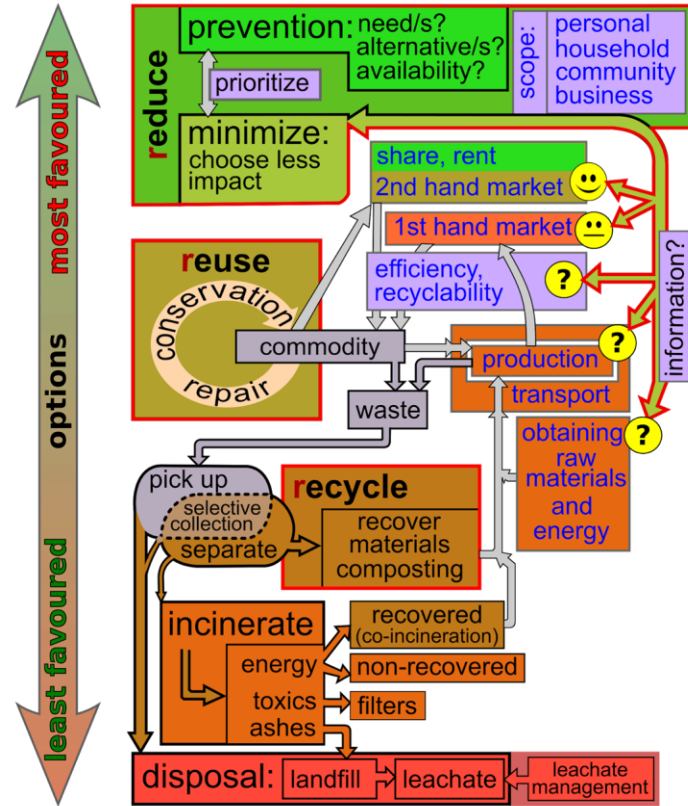 most favoured
options
least favoured
reduce
prevention:
need/s?
alternative/s?
availability?
scope:
personal
household
community
business
prioritize
minimize:
choose less
impact
share, rent
2nd hand market
1st hand market
efficiency,
recyclability
?
information?
reuse
conservation
repair
commodity
production
?
transport
waste
obtaining
raw
materials
and
energy
?
pick up
selective
collection
separate
recycle
recover
materials
composting
incinerate
energy
toxics
ashes
recovered
(co-incineration)
non-recovered
filters
disposal:
landfill
leachate
leachate
management